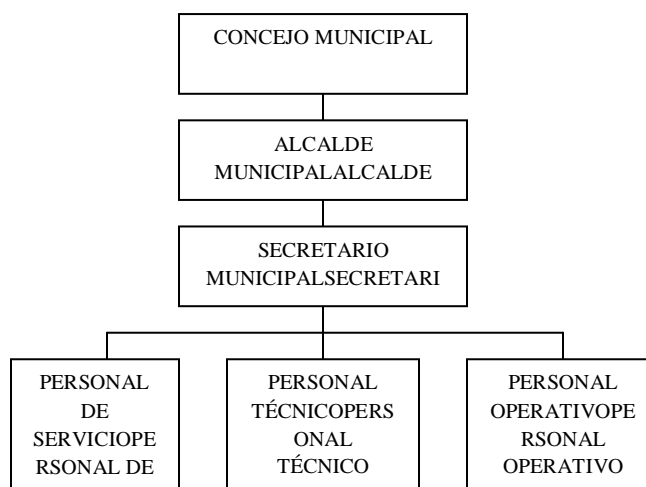 CONCEJO MUNICIPAL
ALCALDE
MUNICIPALALCALDE
SECRETARIO
MUNICIPALSECRETARI
PERSONAL
DE
SERVICIOPE
RSONAL DE
PERSONAL
TÉCNICOPERS
ONAL
TÉCNICO
PERSONAL
OPERATIVOPE
RSONAL
OPERATIVO